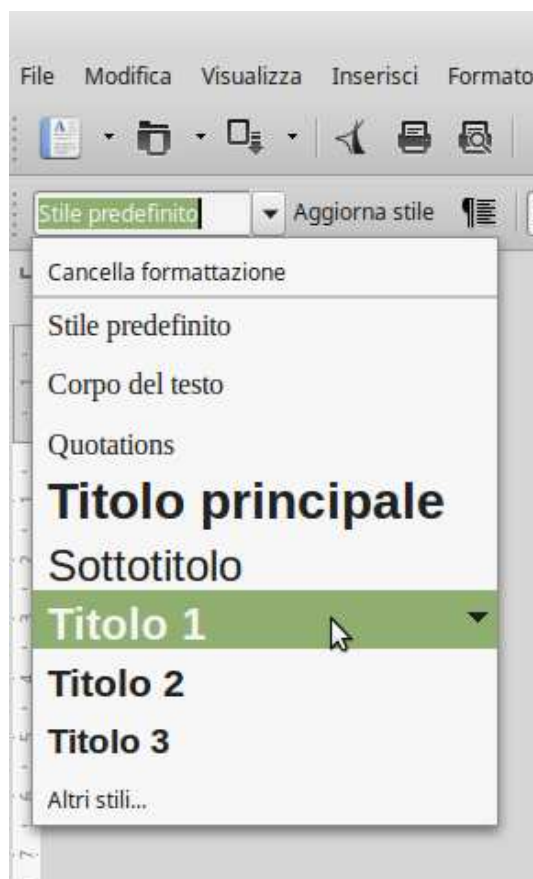 File Modifica Visualizza Inserisci Formato
Stile predefinito Aggiorna stile
Cancella formattazione
Stile predefinito
Corpo del testo
Quotations
Titolo principale
Sottotitolo
Titolo 1
Titolo 2
Titolo 3
Altri stili...